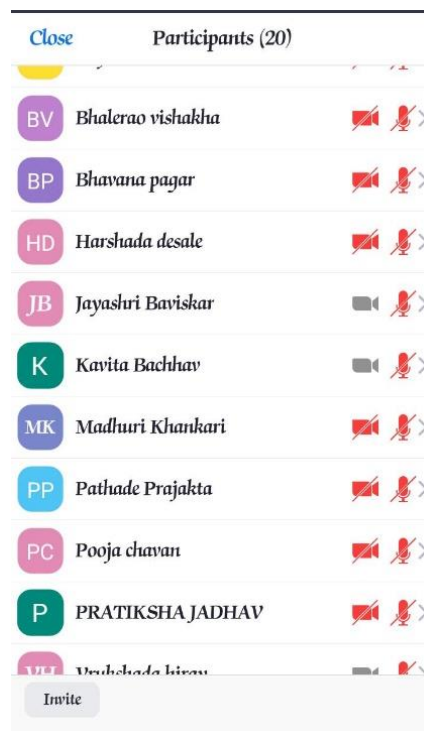 Close Participants (20)
BV Bhalerao vishakha
BP Bhavana pagar
HD Harshada desale
JB Jayashri Baviskar
K Kavita Bachhav
MK Madhuri Khankari
PP Pathade Prajakta
PC Pooja chavan
P PRATIKSHA JADHAV
VH
Invite